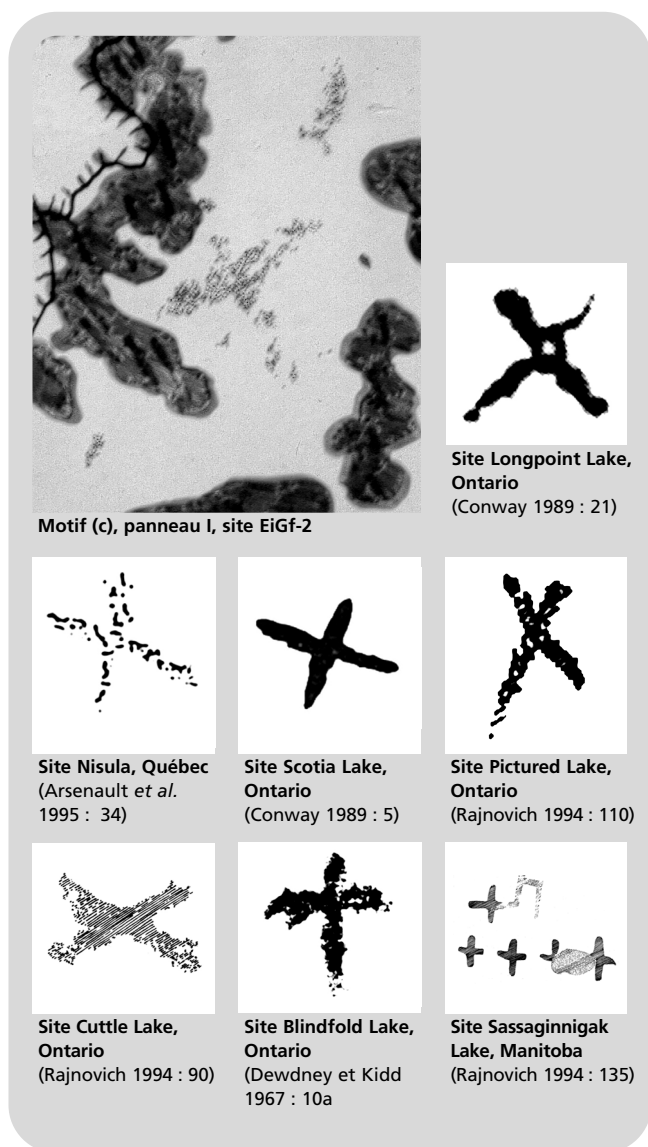 Motif (c), panneau I, site EiGf-2
Site Longpoint Lake,
Ontario
(Conway 1989 : 21)
Site Nisula, Québec
(Arsenault et al.
1995 : 34)
Site Scotia Lake,
Ontario
(Conway 1989 : 5)
Site Pictured Lake,
Ontario
(Rajnovich 1994 : 110)
Site Cuttle Lake,
Ontario
(Rajnovich 1994 : 90)
Site Blindfold Lake,
Ontario
(Dewdney et Kidd
1967 : 10a
Site Sassaginnigak
Lake, Manitoba
(Rajnovich 1994 : 135)